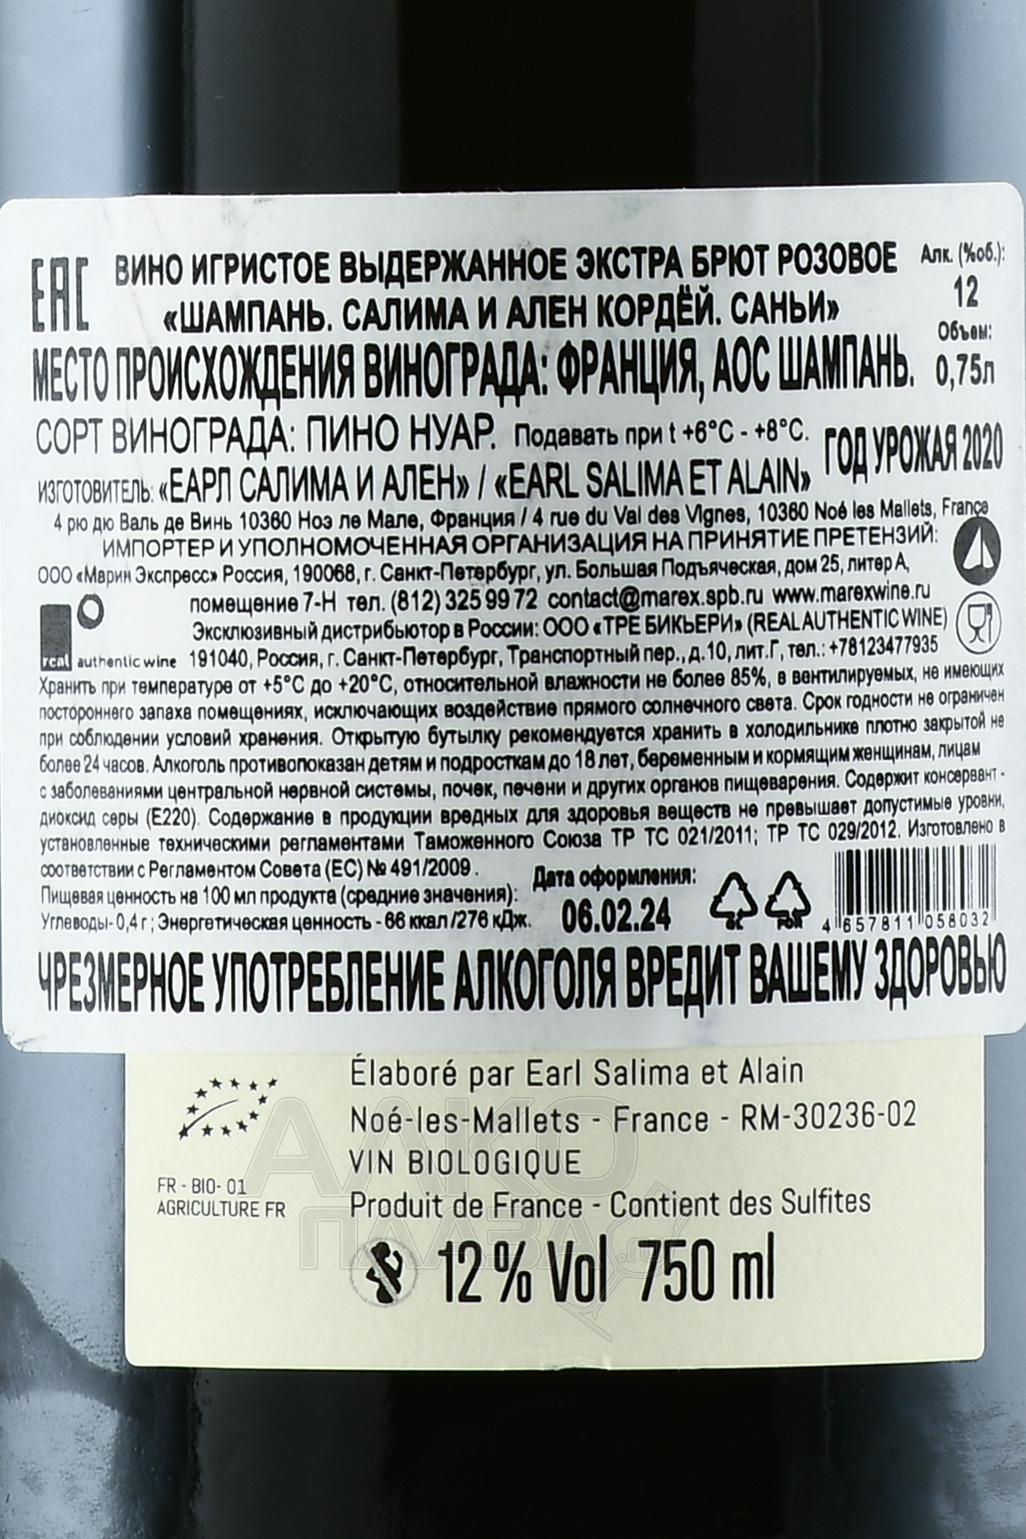 EAC
ВИНО ИГРИСТОЕ ВЫДЕРЖАННОЕ ЭКСТРА БРЮТ РОЗОВОЕ
«ШАМПАНЬ. САЛИМА И АЛЕН КОРДЁЙ. САНЬИ»
Алк. (%об.):
12
Объем:
0,75л
МЕСТО ПРОИСХОЖДЕНИЯ ВИНОГРАДА: ФРАНЦИЯ, АОС ШАМПАНЬ.
СОРТ ВИНОГРАДА: ПИНО НУАР. Подавать при t +6°C - +8°C. ГОД УРОЖАЯ 2020
ИЗГОТОВИТЕЛЬ: «ЕАРЛ САЛИМА И АЛЕН» / «EARL SALIMA ET ALAIN»
4 рю дю Валь де Винь 10360 Ноэ ле Мале, Франция / 4 rue du Val des Vignes, 10360 Noé les Mallets, France
ИМПОРТЕР И УПОЛНОМОЧЕННАЯ ОРГАНИЗАЦИЯ НА ПРИНЯТИЕ ПРЕТЕНЗИЙ:
ООО «Марин Экспресс» Россия, 190068, г. Санкт-Петербург, ул. Большая Подъяческая, дом 25, литер А,
помещение 7-Н тел. (812) 325 99 72 contact@marex.spb.ru www.marexwine.ru
Эксклюзивный дистрибьютор в России: ООО «ТРЕ БИКЬЕРИ» (REAL AUTHENTIC WINE)
real authentic wine 191040, Россия, г. Санкт-Петербург, Транспортный пер., д. 10, лит.Г, тел.: +78123477935
Хранить при температуре от +5°C до +20°C, относительной влажности не более 85%, в вентилируемых, не имеющих
постороннего запаха помещениях, исключающих воздействие прямого солнечного света. Срок годности не ограничен
при соблюдении условий хранения. Открытую бутылку рекомендуется хранить в холодильнике плотно закрытой не
более 24 часов. Алкоголь противопоказан детям и подросткам до 18 лет, беременным и кормящим женщинам, лицам
с заболеваниями центральной нервной системы, почек, печени и других органов пищеварения. Содержит консервант -
диоксид серы (Е220). Содержание в продукции вредных для здоровья веществ не превышает допустимые уровни,
установленные техническими регламентами Таможенного Союза ТР ТС 021/2011; ТР ТС 029/2012. Изготовлено в
соответствии с Регламентом Совета (ЕС) № 491/2009.
Пищевая ценность на 100 мл продукта (средние значения):
Углеводы- 0,4 г ; Энергетическая ценность - 66 ккал /276 кДж.
Дата оформления:
06.02.24
4 657811 058032
ЧРЕЗМЕРНОЕ УПОТРЕБЛЕНИЕ АЛКОГОЛЯ ВРЕДИТ ВАШЕМУ ЗДОРОВЬЮ
Élaboré par Earl Salima et Alain
Noé-les-Mallets - France - RM-30236-02
VIN BIOLOGIQUE
FR - BIO- 01
AGRICULTURE FR
Produit de France - Contient des Sulfites
12 % Vol 750 ml
АЛКО
ПАЛАЗА